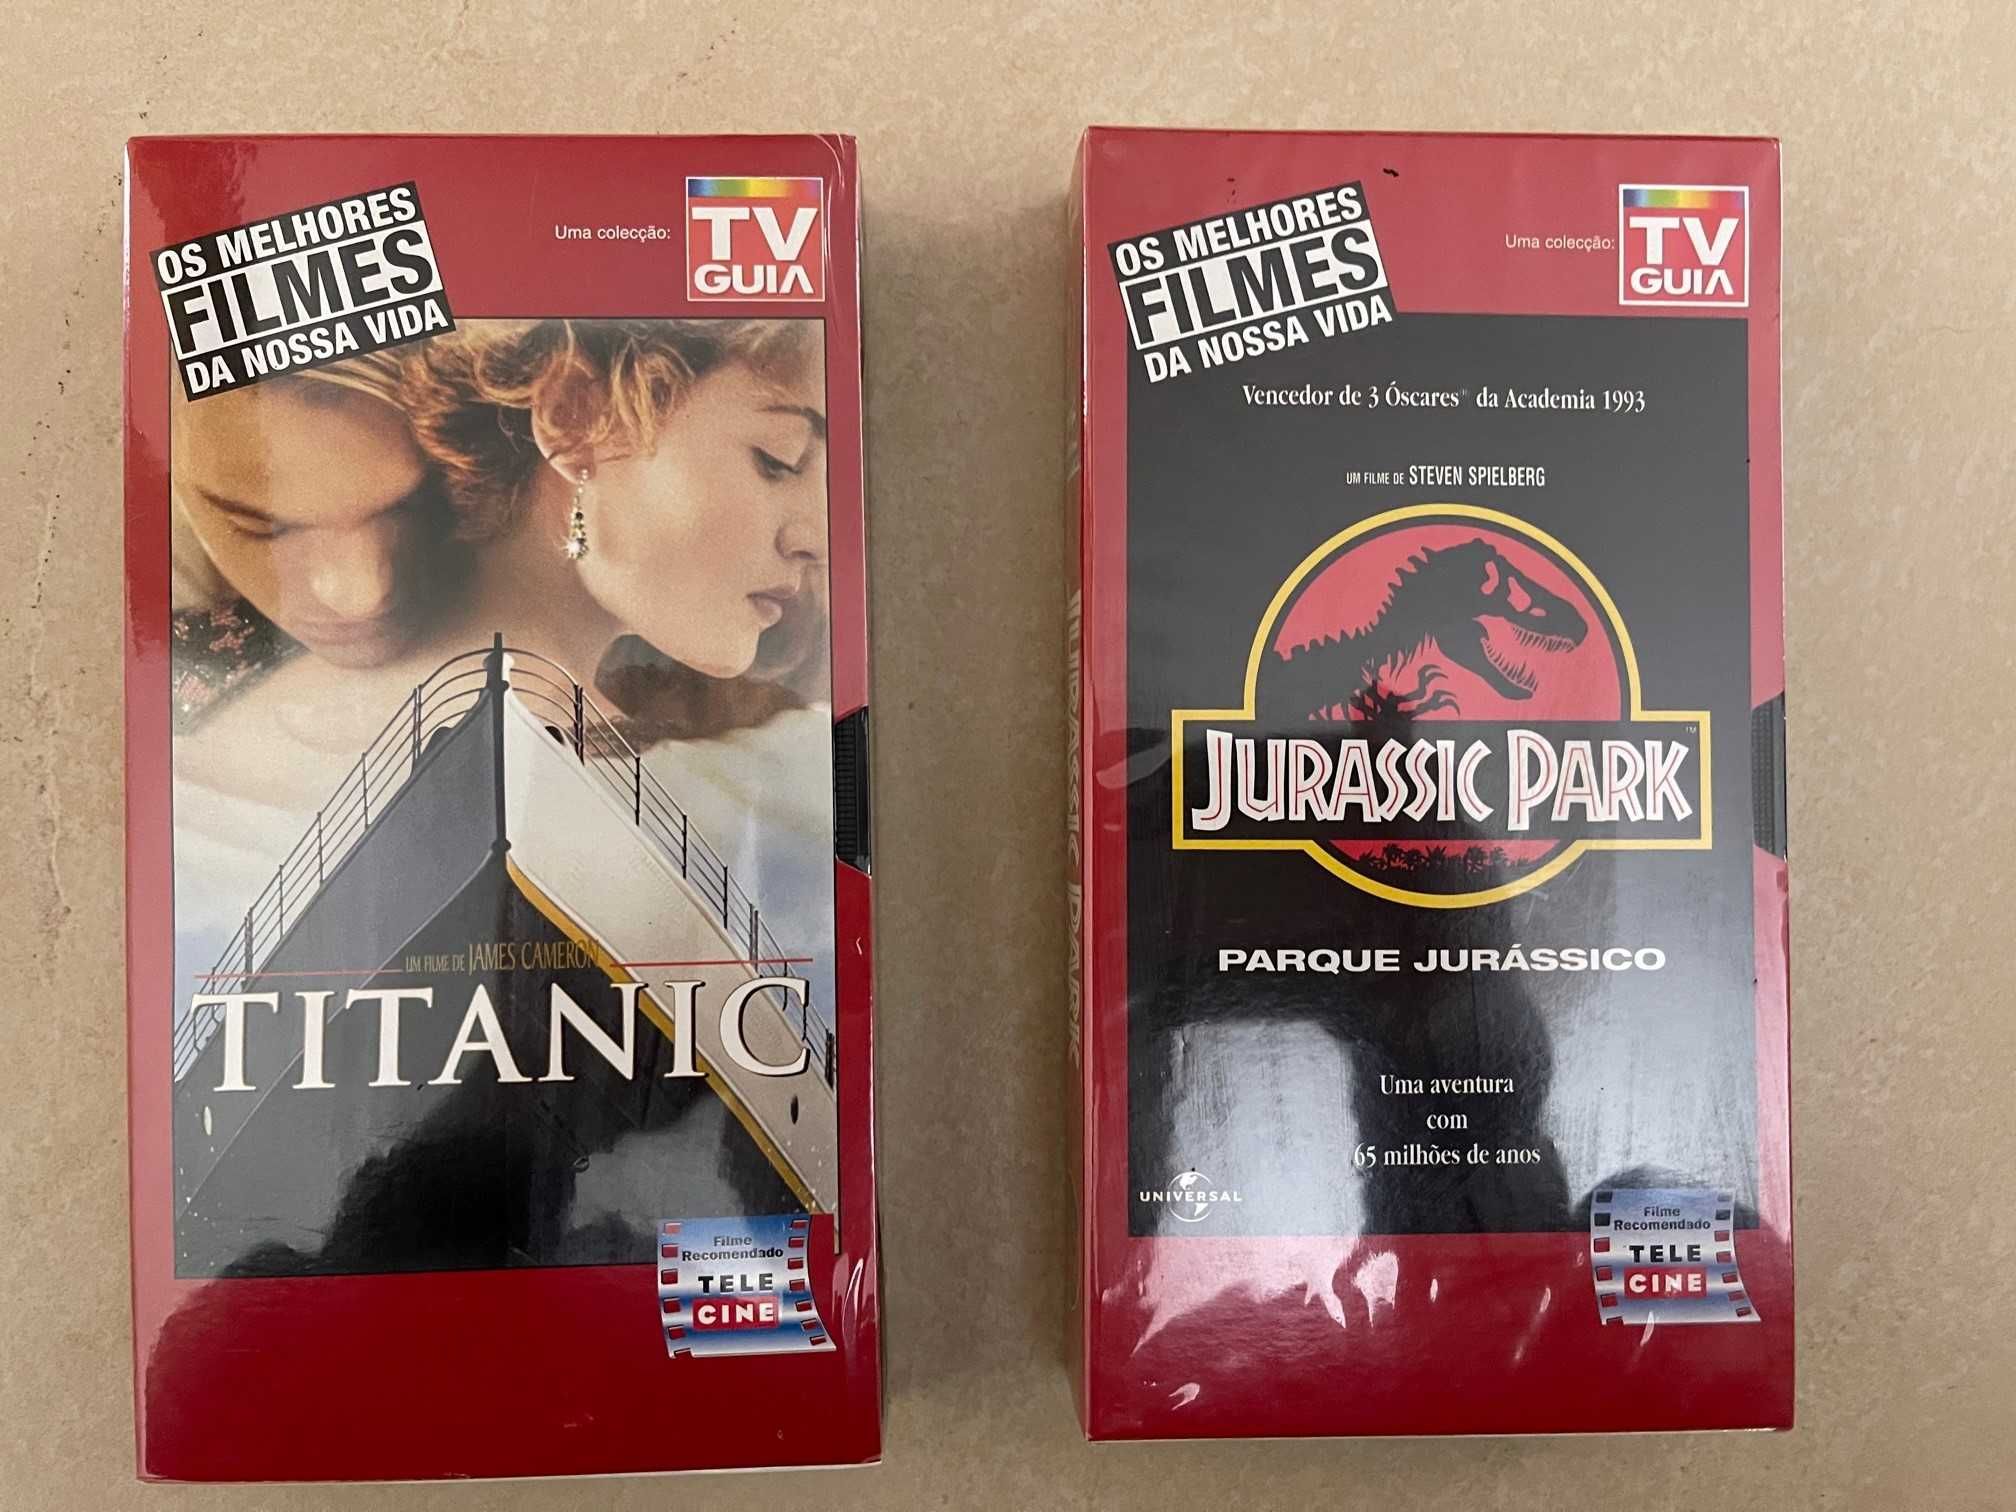 OS MELHORES
FILMES
DA NOSSA VIDA
Uma colecção:
TV
GUIA
UM FILME DE JAMES CAMERON
TITANIC
Filme
Recomendado
TELE
CINE
OS MELHORES
FILMES
DA NOSSA VIDA
Uma colecção:
TV
GUIA
Vencedor de 3 Óscares® da Academia 1993
UM FILME DE STEVEN SPIELBERG
JURASSIC PARK™
PARQUE JURÁSSICO
Uma aventura
com
65 milhões de anos
UNIVERSAL
Filme
Recomendado
TELE
CINE
JURASSIC PARK